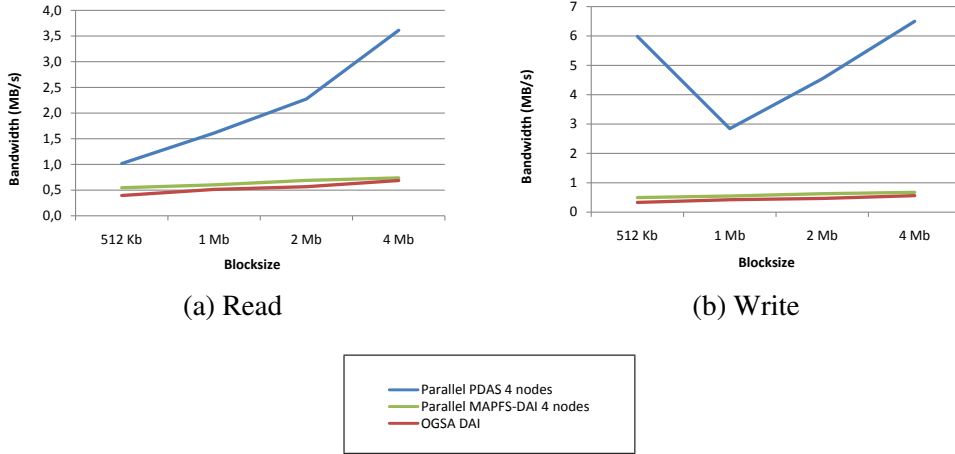 4,0
3,5
3,0
2,5
2,0
1,5
1,0
0,5
0,0
Bandwidth (MB/s)
512 Kb 1 Mb 2 Mb 4 Mb
Blocksize
(a) Read
7
6
5
4
3
2
1
0
Bandwidth (MB/s)
512 Kb 1 Mb 2 Mb 4 Mb
Blocksize
(b) Write
Parallel PDAS 4 nodes
Parallel MAPFS-DAI 4 nodes
OGSA DAI